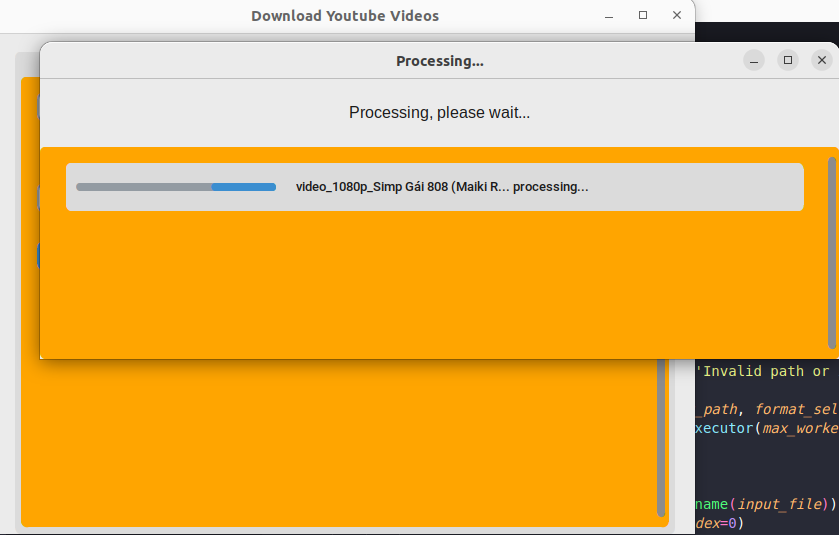 Download Youtube Videos
Processing...
Processing, please wait...
video_1080p_Simp Gái 808 (Maiki R... processing...
'Invalid path or
_path, format_sel
xecutor(max_worke
name(input_file))
dex=0)